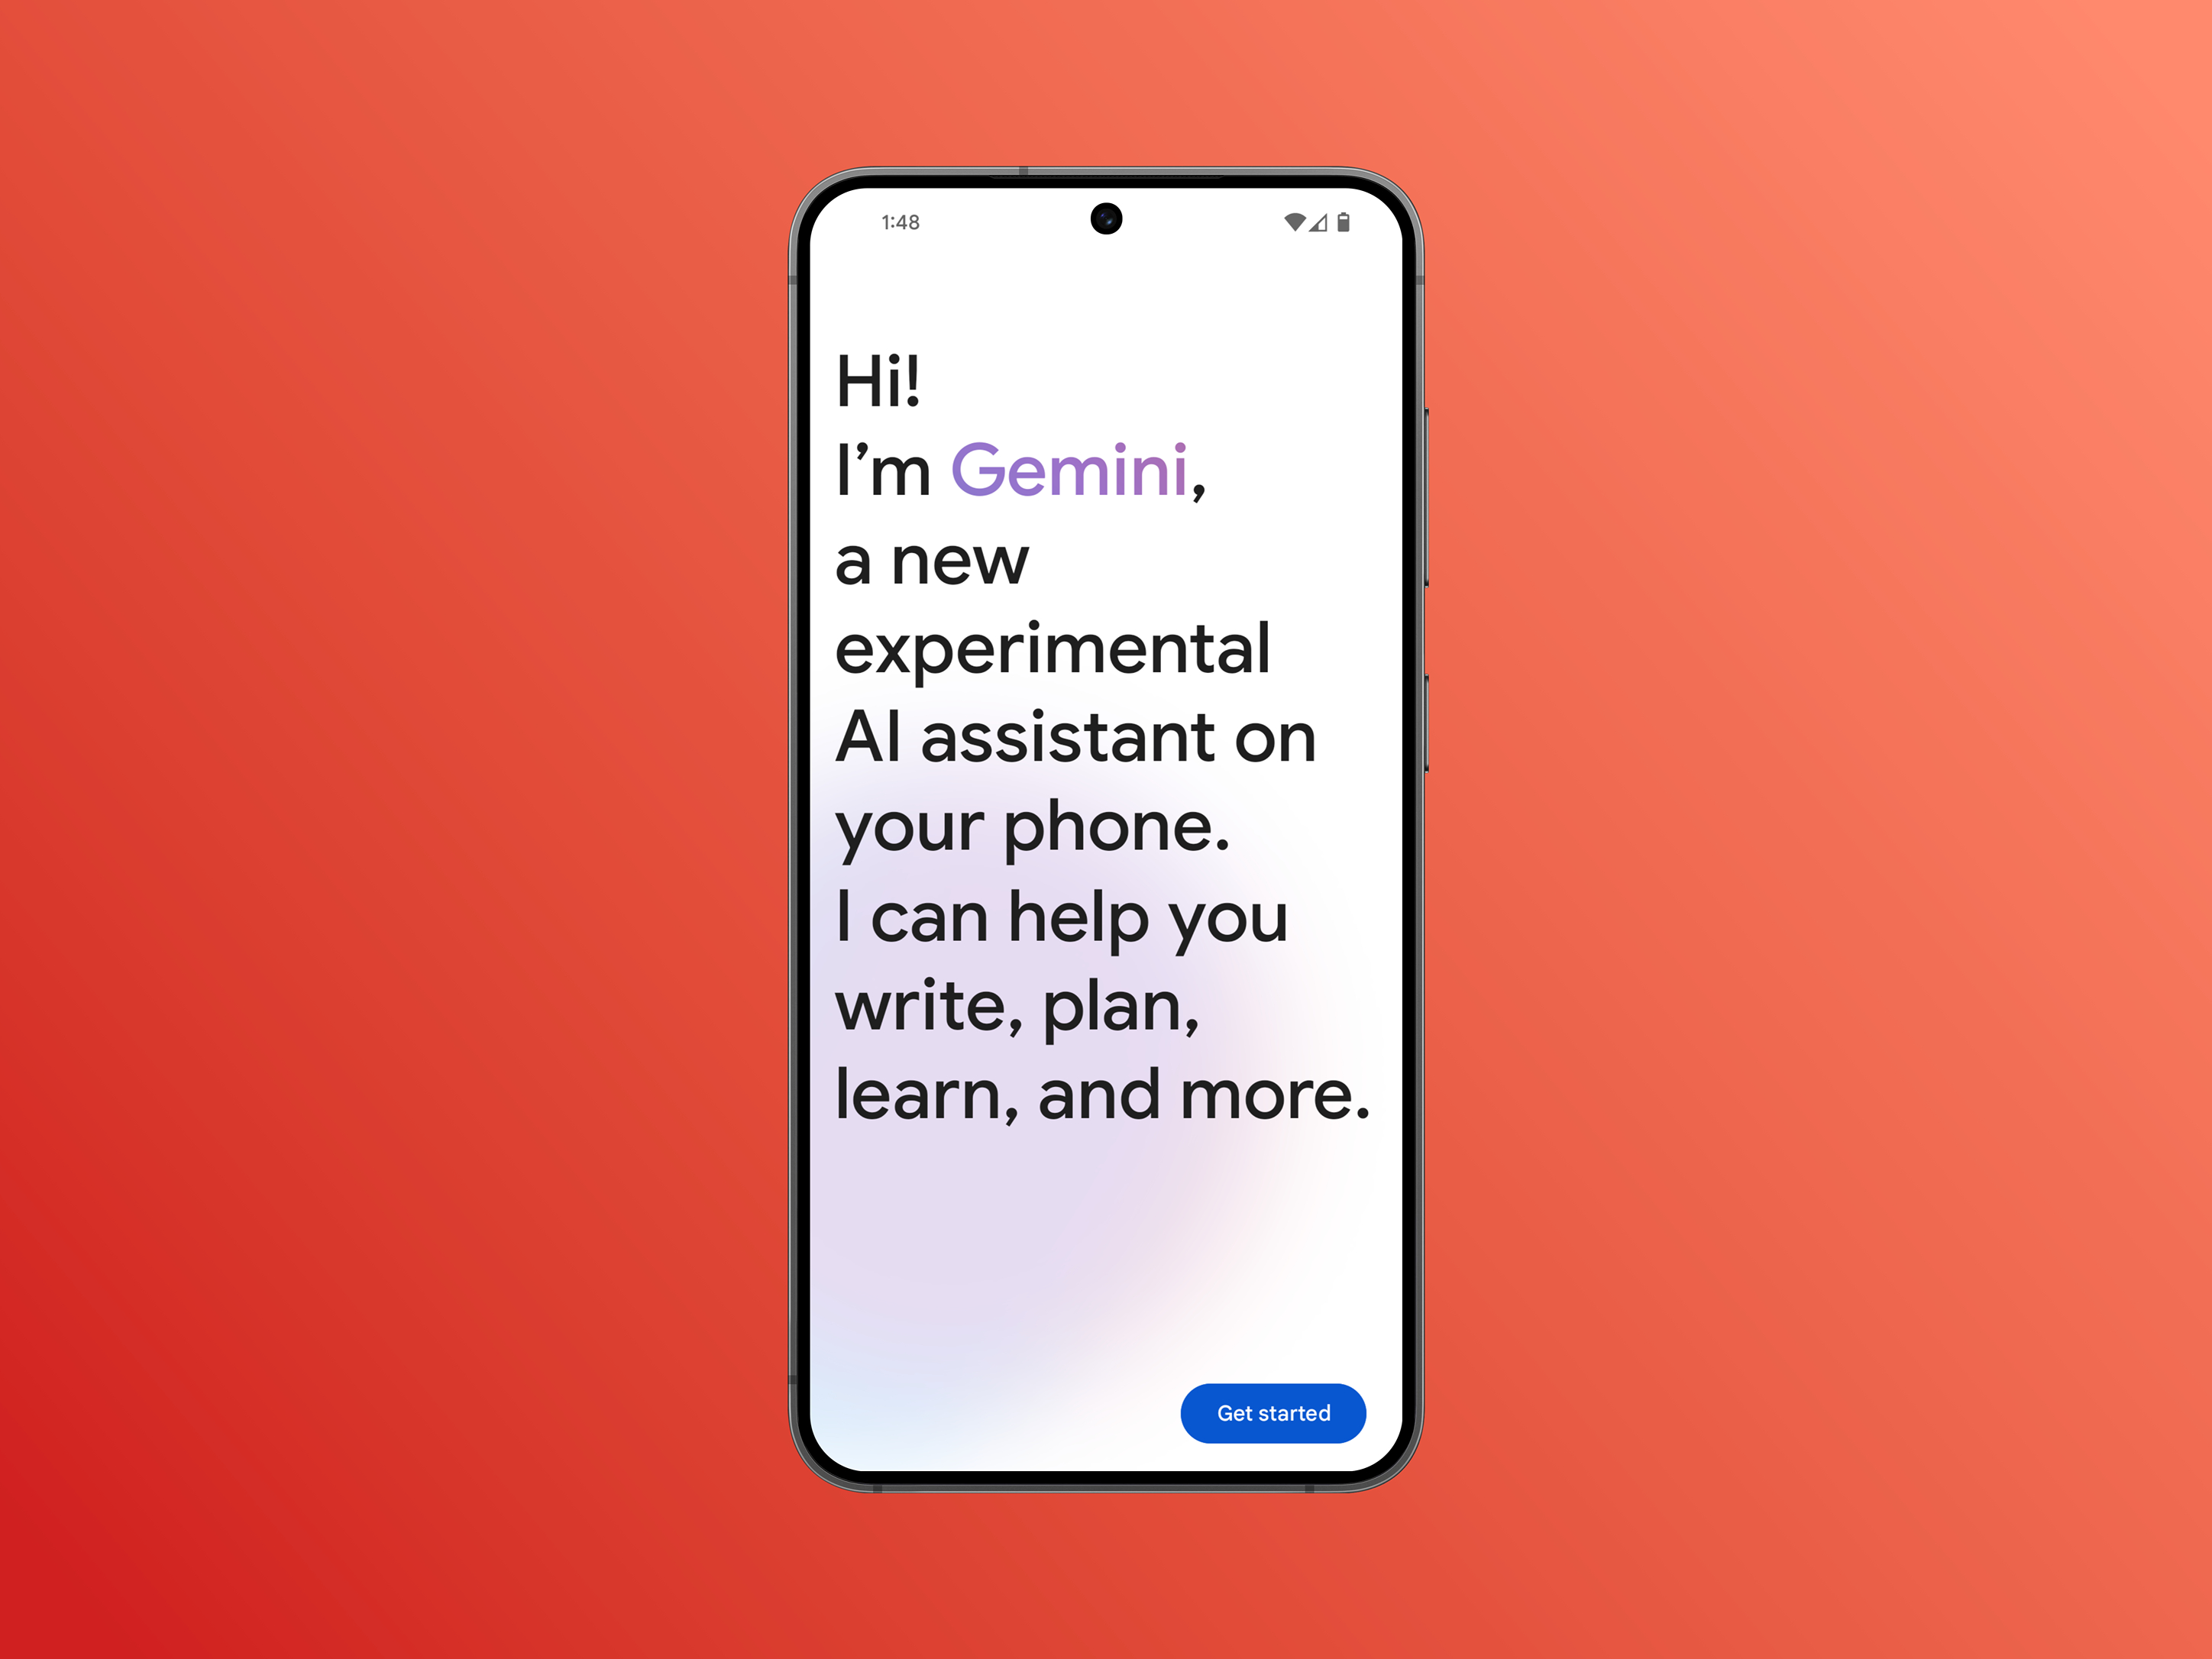 1:48
Hi!
I’m Gemini,
a new
experimental
AI assistant on
your phone.
I can help you
write, plan,
learn, and more.
Get started